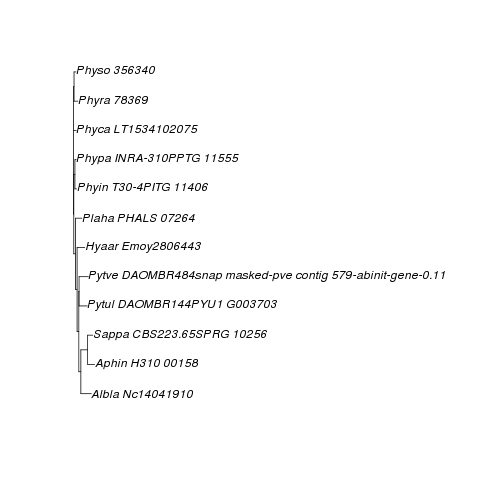 Physo 356340
Phyra 78369
Phyca LT1534102075
Phypa INRA-310PPTG 11555
Phyin T30-4PITG 11406
Plaha PHALS 07264
Hyaar Emoy2806443
Pytve DAOMBR484snap masked-pve contig 579-abinit-gene-0.11
Pytul DAOMBR144PYU1 G003703
Sappa CBS223.65SPRG 10256
Aphin H310 00158
Albla Nc14041910